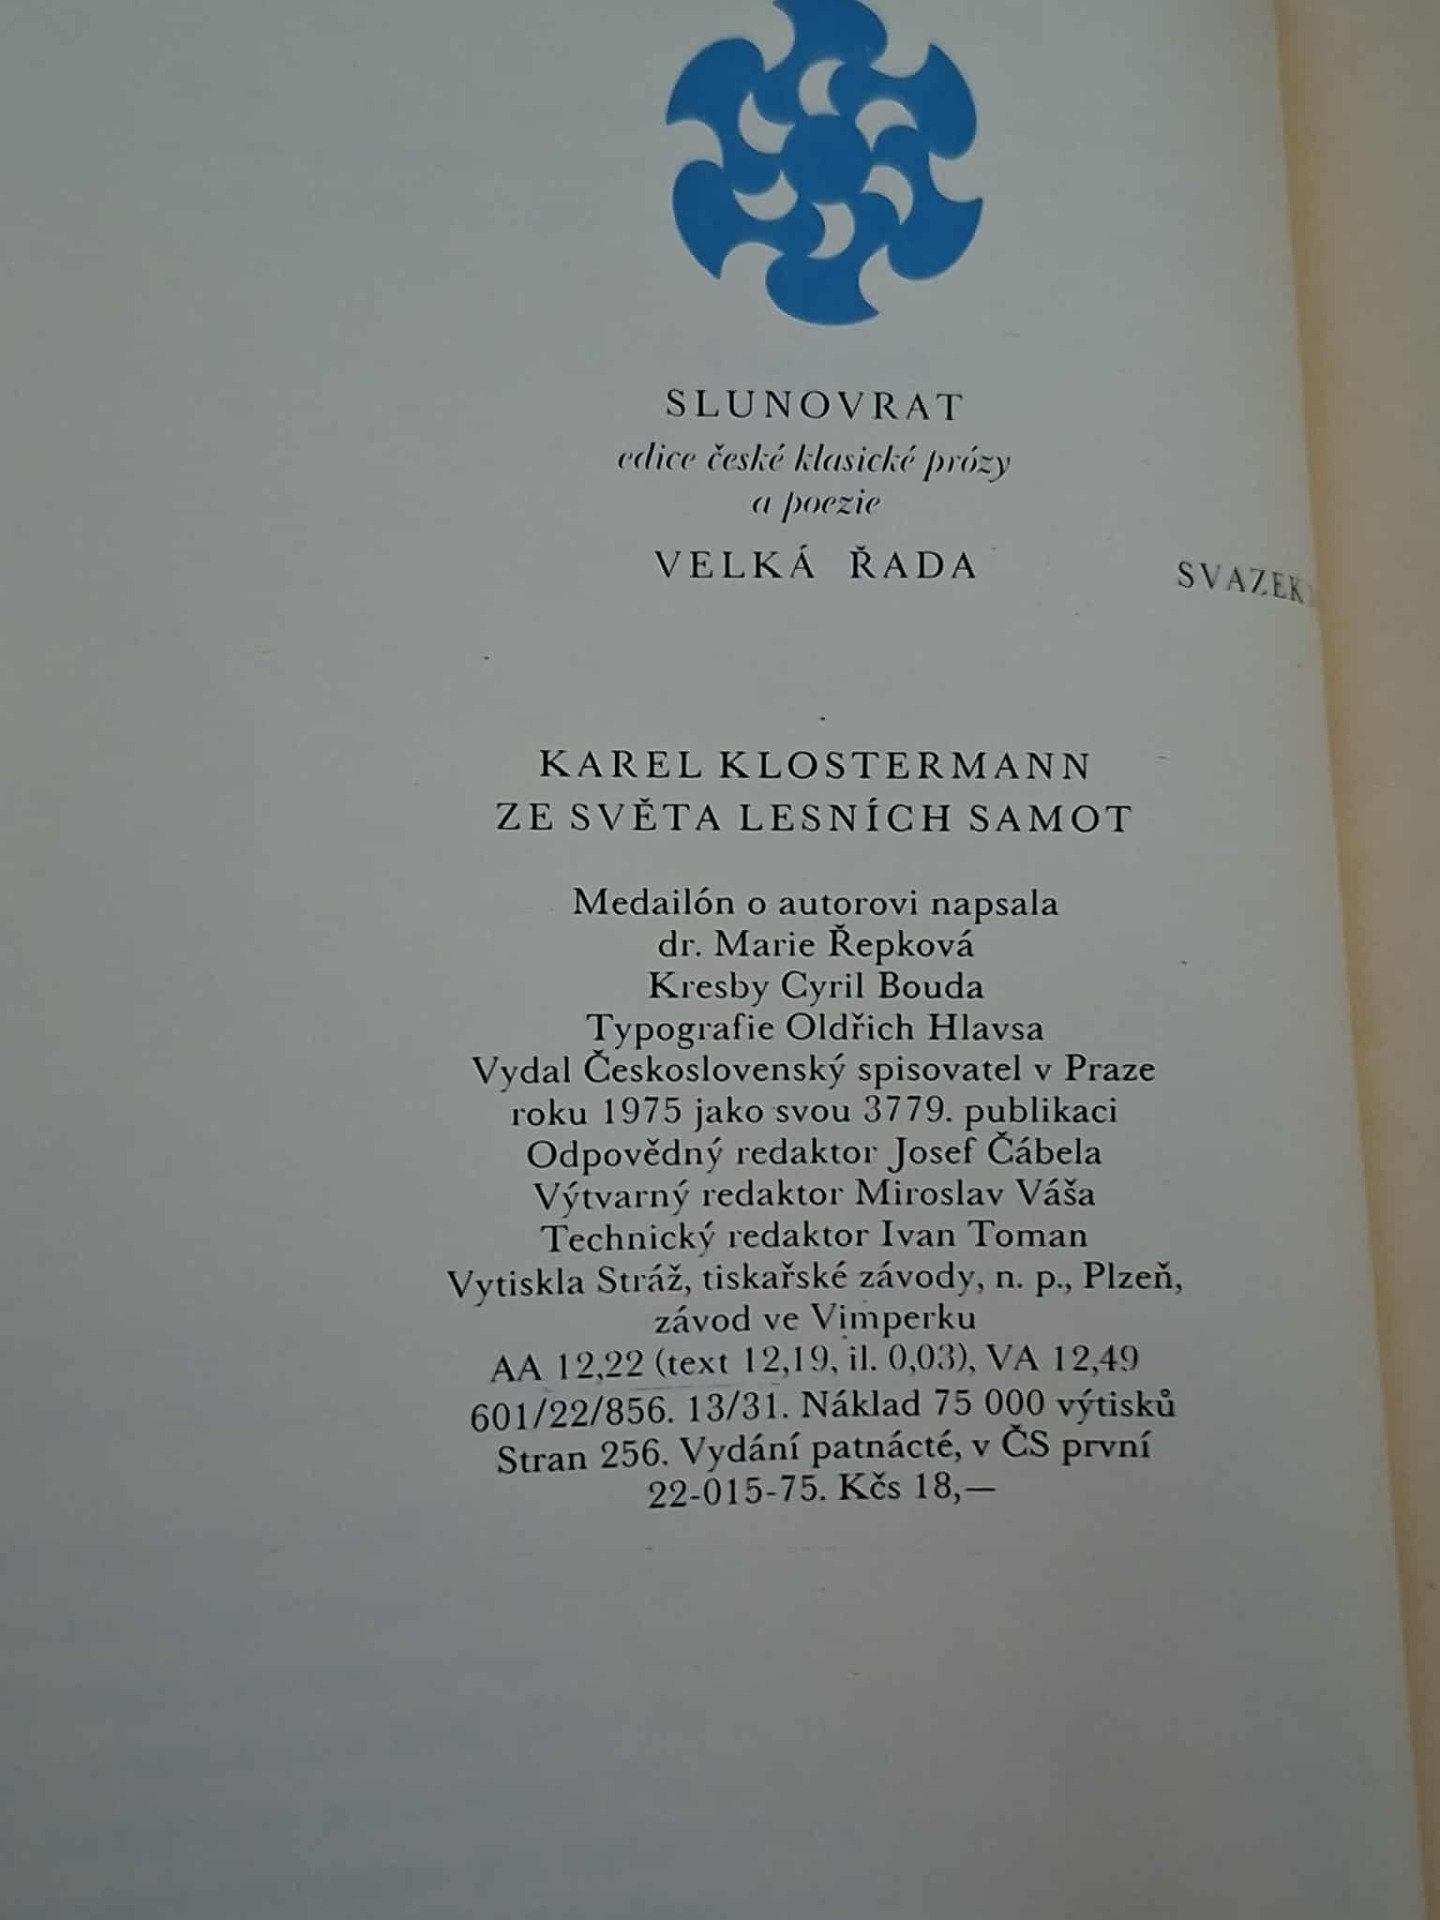 SLUNOVRAT
edice české klasické prózy
a poezie
VELKÁ ŘADA
SVAZEK
KAREL KLOSTERMANN
ZE SVĚTA LESNÍCH SAMOT
Medailón o autorovi napsala
dr. Marie Řepková
Kresby Cyril Bouda
Typografie Oldřich Hlavsa
Vydal Československý spisovatel v Praze
roku 1975 jako svou 3779. publikaci
Odpovědný redaktor Josef Čábela
Výtvarný redaktor Miroslav Váša
Technický redaktor Ivan Toman
Vytiskla Stráž, tiskařské závody, n. p., Plzeň,
závod ve Vimperku
AA 12,22 (text 12,19, il. 0,03), VA 12,49
601/22/856. 13/31. Náklad 75 000 výtisků
Stran 256. Vydání patnácté, v ČS první
22-015-75. Kčs 18,—